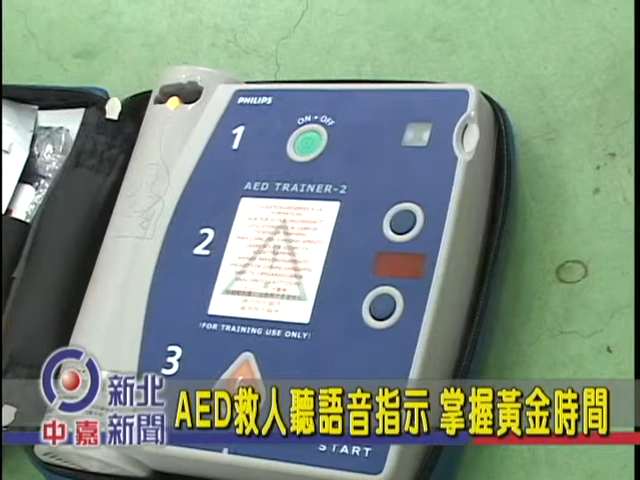 PHILIPS
ON • OFF
1
AED TRAINER-2
2
(FOR TRAINING USE ONLY)
3
START
新北
中嘉新聞
AED救人聽語音指示 掌握黃金時間